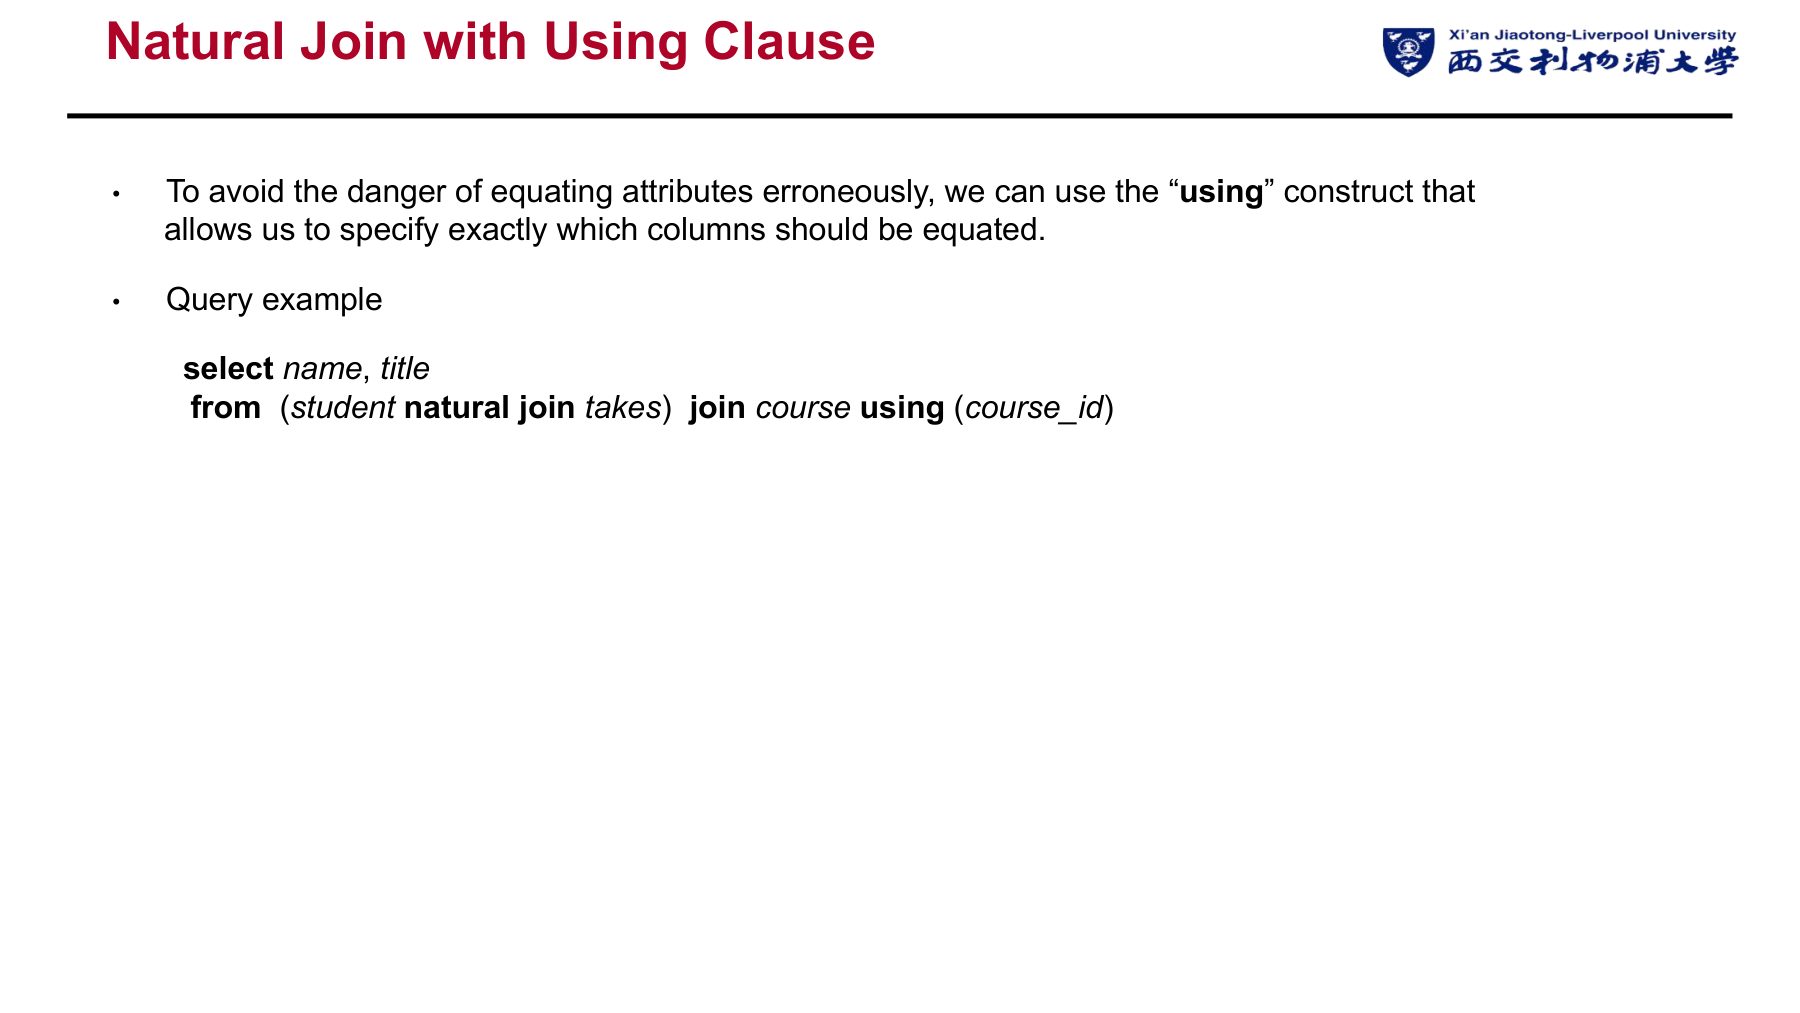 Natural Join with Using Clause
Xi'an Jiaotong-Liverpool University
西交利物浦大學
• To avoid the danger of equating attributes erroneously, we can use the “using” construct that
allows us to specify exactly which columns should be equated.
• Query example
select name, title
from (student natural join takes) join course using (course_id)